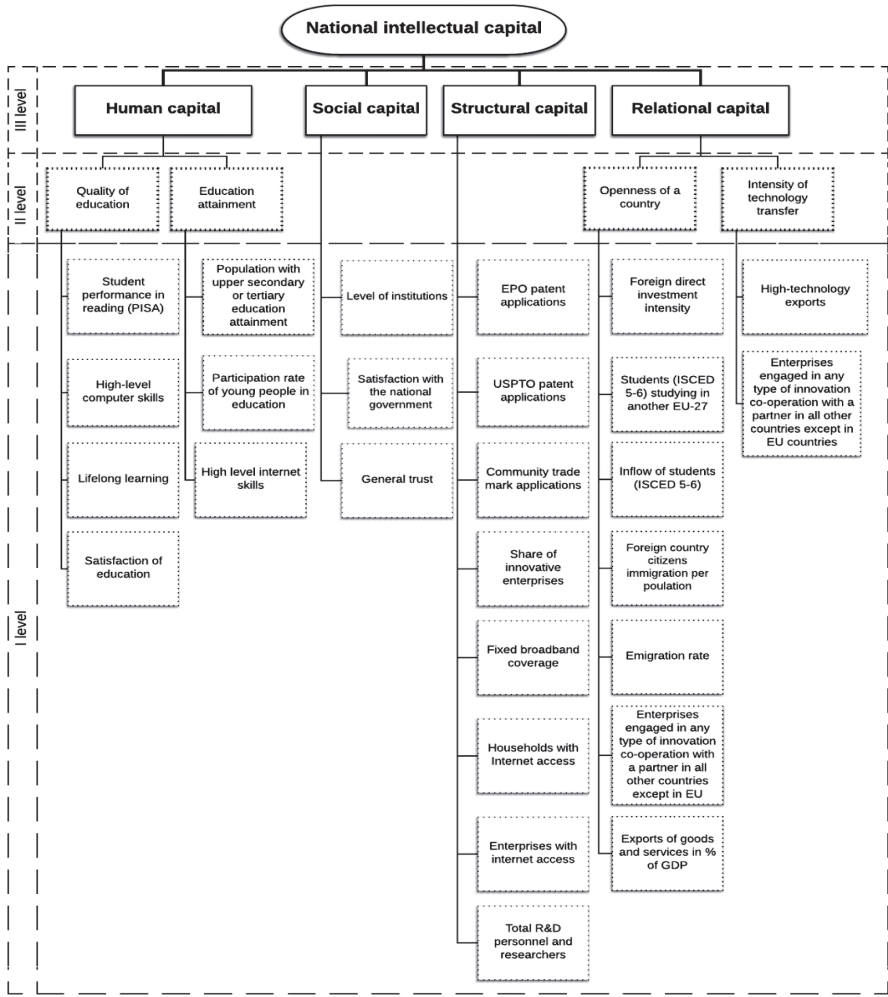 National intellectual capital
III level
Human capital
Social capital
Structural capital
Relational capital
II level
Quality of
education
Education
attainment
Openness of a
country
Intensity of
technology
transfer
I level
Student
performance in
reading (PISA)
High-level
computer skills
Lifelong learning
Satisfaction of
education
Population with
upper secondary
or tertiary
education
attainment
Participation rate
of young people in
education
High level internet
skills
Level of institutions
Satisfaction with
the national
government
General trust
EPO patent
applications
USPTO patent
applications
Community trade
mark applications
Share of
innovative
enterprises
Fixed broadband
coverage
Households with
Internet access
Enterprises with
internet access
Total R&D
personnel and
researchers
Foreign direct
investment
intensity
Students (ISCED
5-6) studying in
another EU-27
Inflow of students
(ISCED 5-6)
Foreign country
citizens
immigration per
poulation
Emigration rate
Enterprises
engaged in any
type of innovation
co-operation with
a partner in all
other countries
except in EU
Exports of goods
and services in %
of GDP
High-technology
exports
Enterprises
engaged in any
type of innovation
co-operation with a
partner in all other
countries except in
EU countries